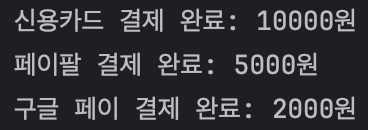 신용카드 결제 완료: 10000원
페이팔 결제 완료: 5000원
구글 페이 결제 완료: 2000원